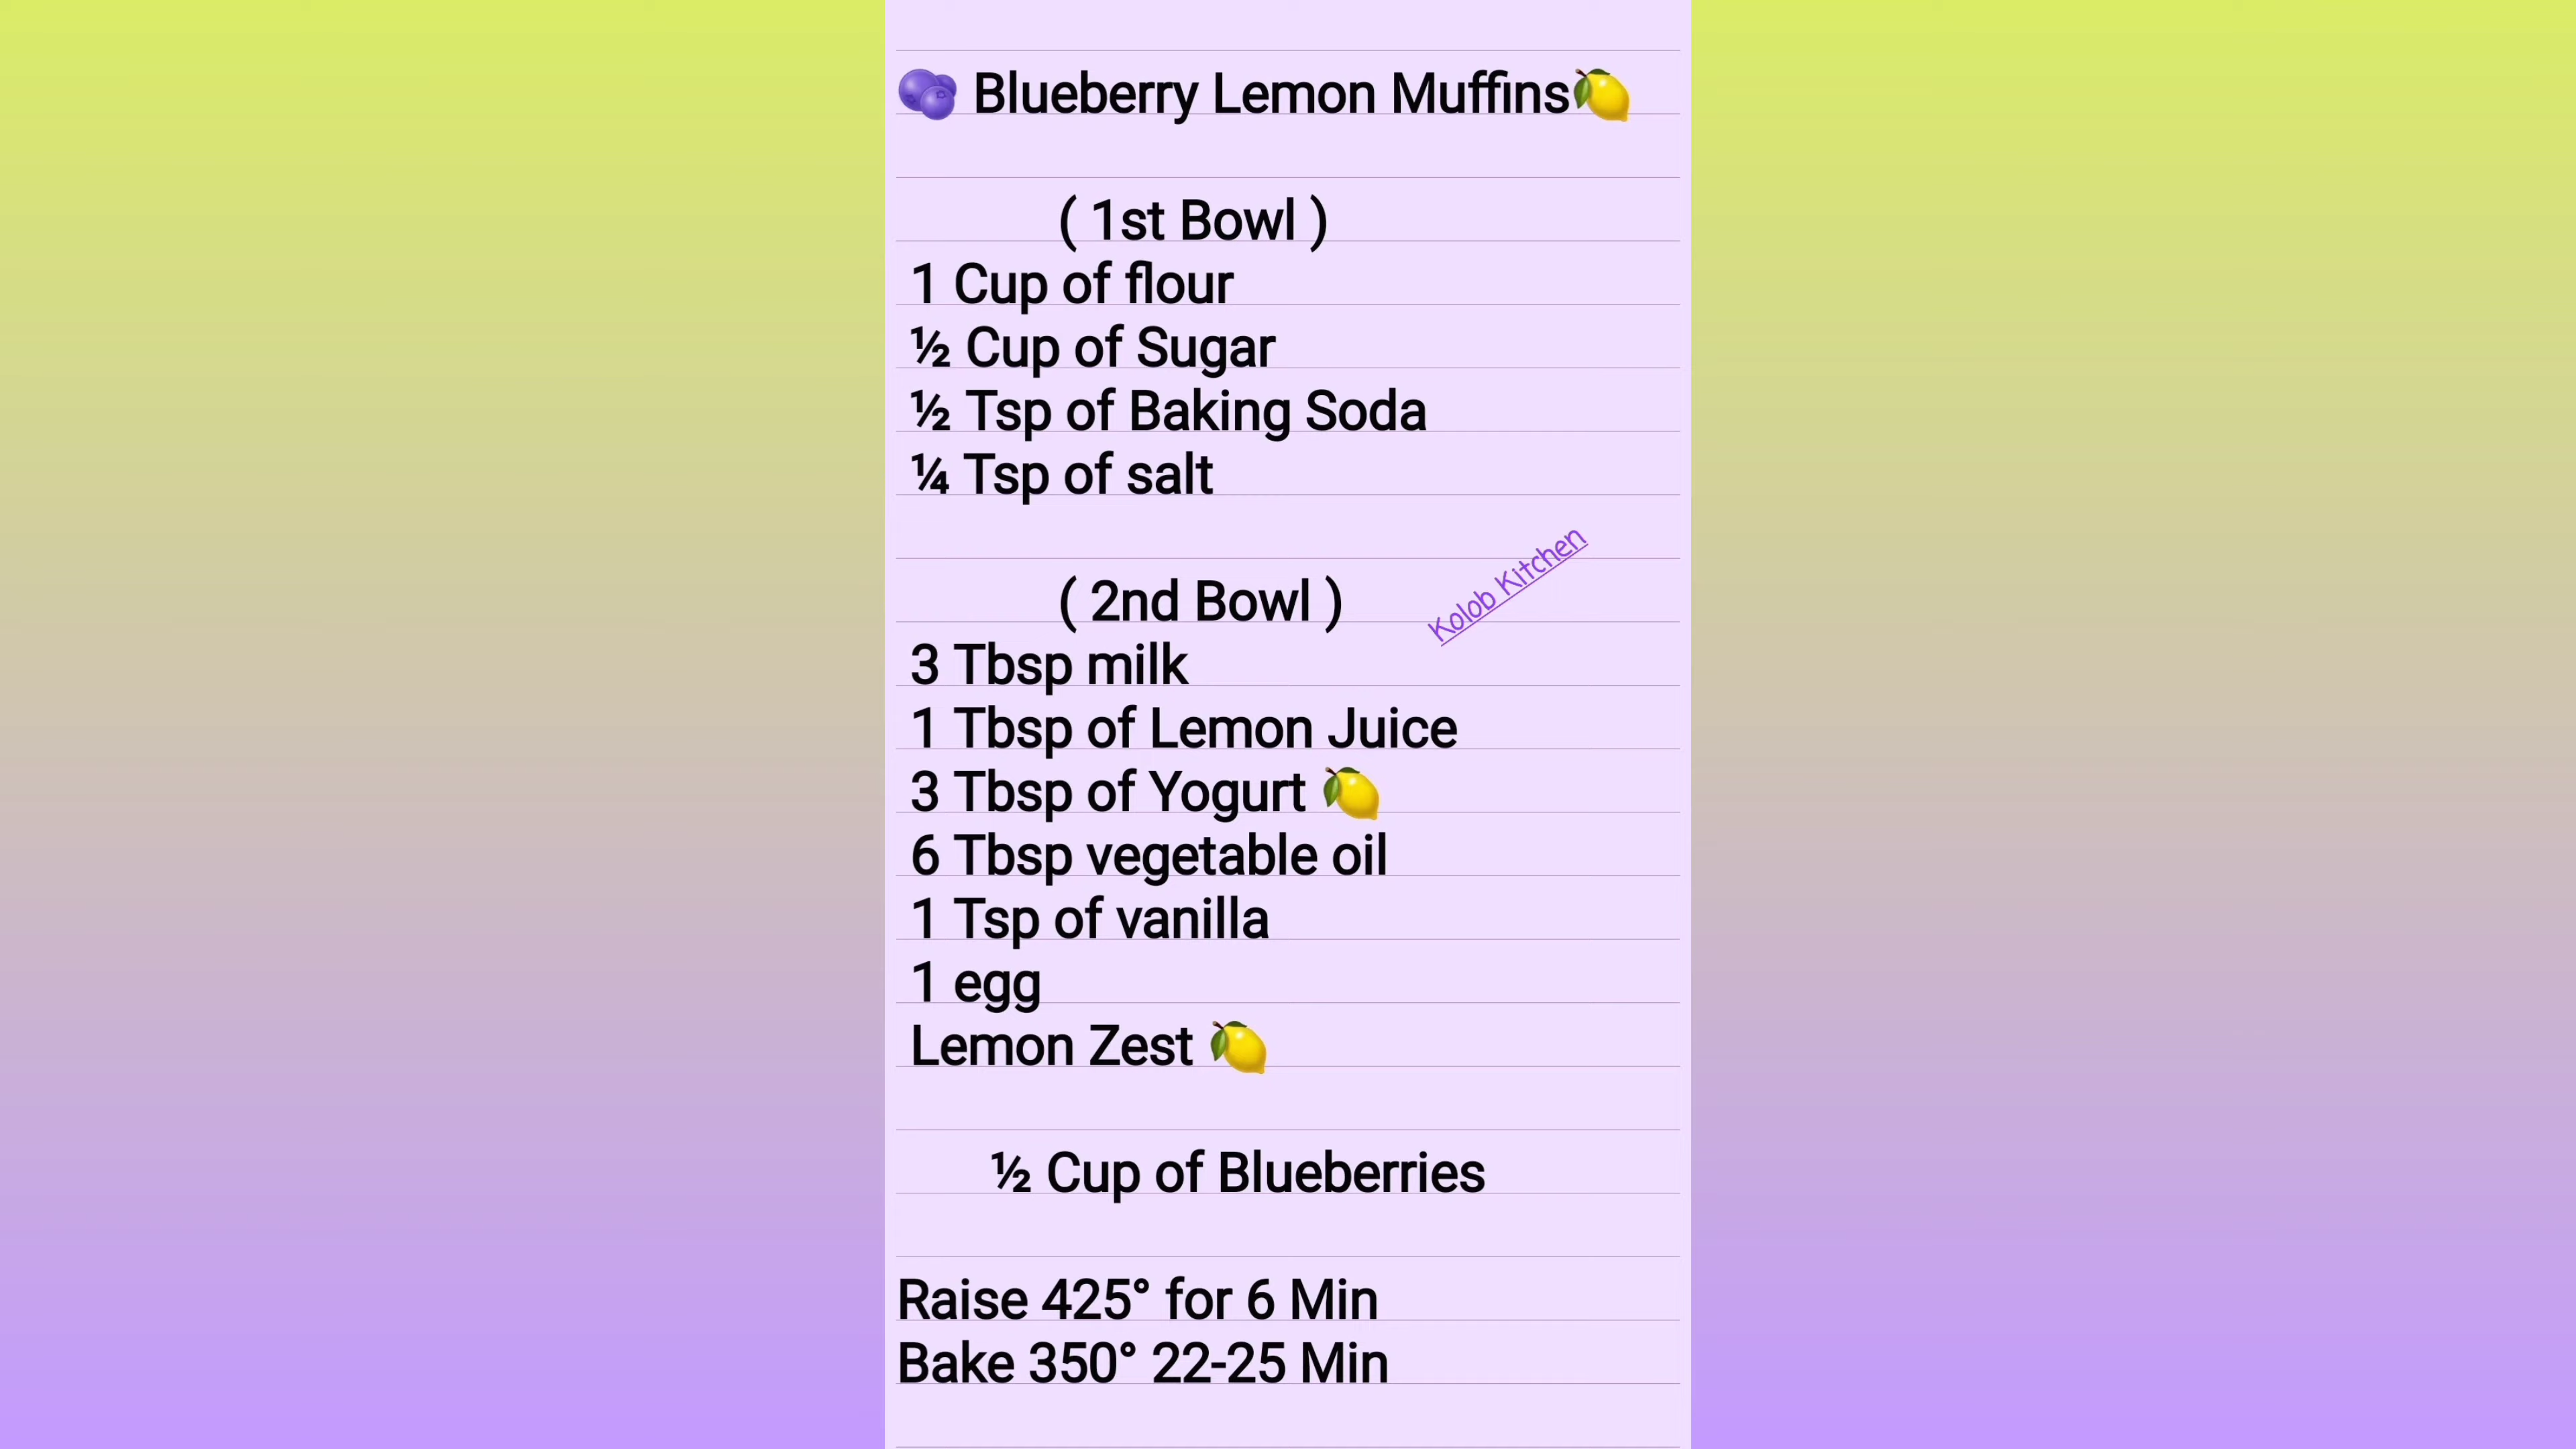 🫐 Blueberry Lemon Muffins🍋
( 1st Bowl )
1 Cup of flour
½ Cup of Sugar
½ Tsp of Baking Soda
¼ Tsp of salt
Kolob Kitchen
( 2nd Bowl )
3 Tbsp milk
1 Tbsp of Lemon Juice
3 Tbsp of Yogurt 🍋
6 Tbsp vegetable oil
1 Tsp of vanilla
1 egg
Lemon Zest 🍋
½ Cup of Blueberries
Raise 425° for 6 Min
Bake 350° 22-25 Min